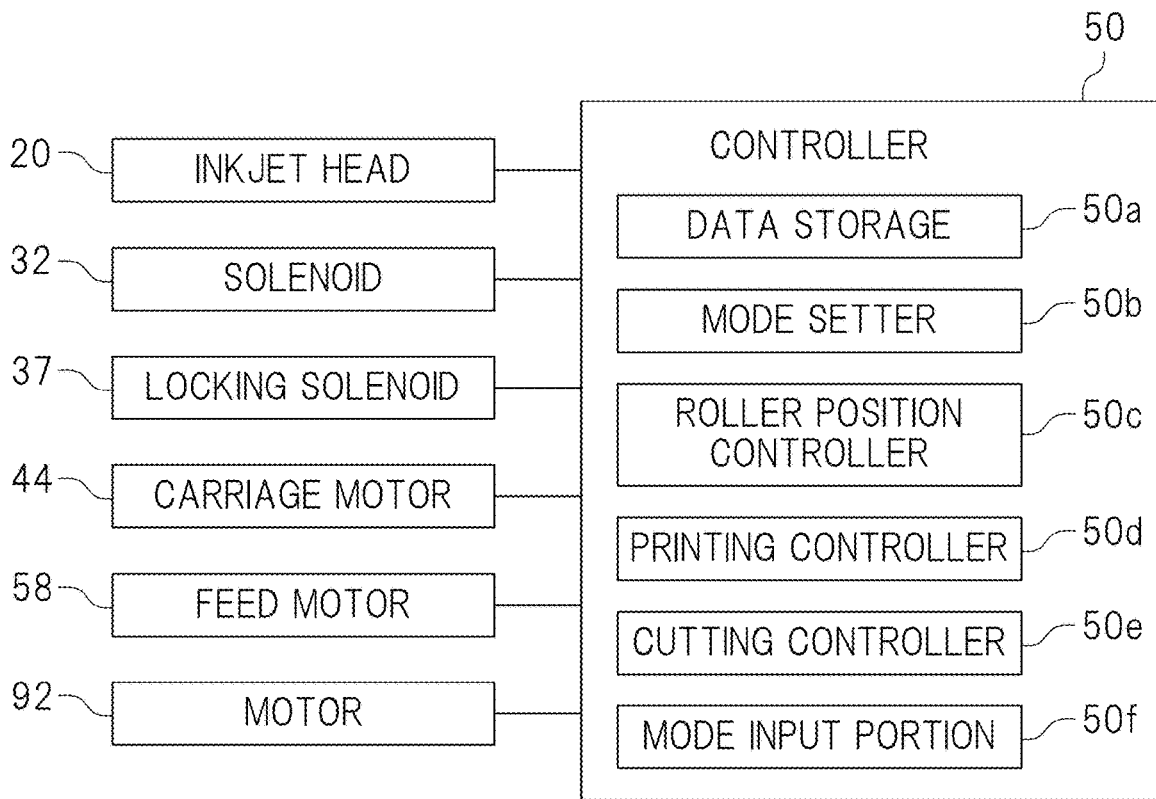 50
20
INKJET HEAD
32
SOLENOID
37
LOCKING SOLENOID
44
CARRIAGE MOTOR
58
FEED MOTOR
92
MOTOR
CONTROLLER
DATA STORAGE
50a
MODE SETTER
50b
ROLLER POSITION
CONTROLLER
50c
PRINTING CONTROLLER
50d
CUTTING CONTROLLER
50e
MODE INPUT PORTION
50f